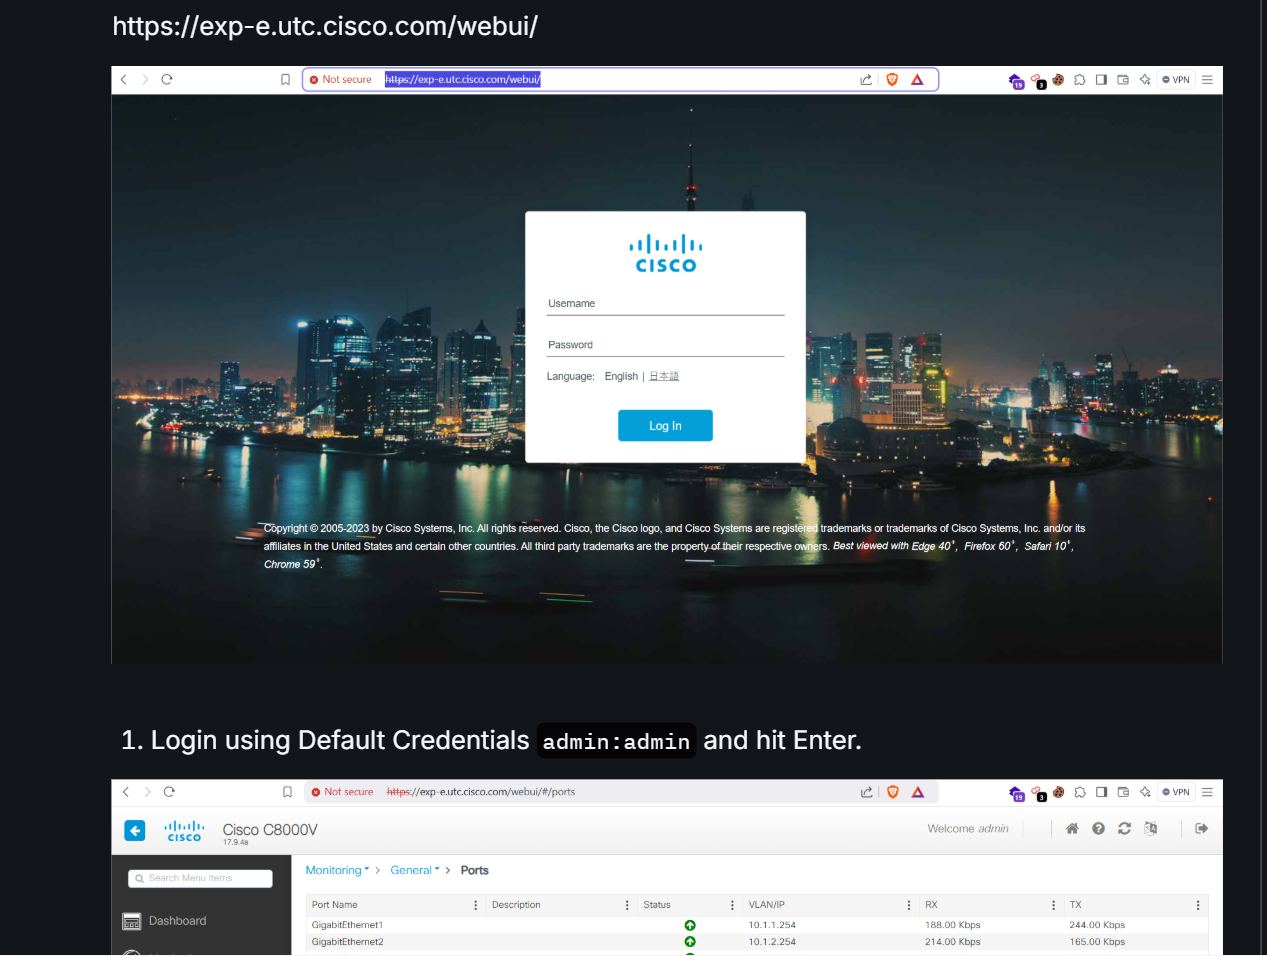 https://exp-e.utc.cisco.com/webui/
Not secure https://exp-e.utc.cisco.com/webui/
19 3 VPN
CISCO
Username
Password
Language: English | 日本語
Log In
Copyright © 2005-2023 by Cisco Systems, Inc. All rights reserved. Cisco, the Cisco logo, and Cisco Systems are registered trademarks or trademarks of Cisco Systems, Inc. and/or its
affiliates in the United States and certain other countries. All third party trademarks are the property of their respective owners. Best viewed with Edge 40+, Firefox 60+, Safari 10+,
Chrome 59+.
1. Login using Default Credentials admin:admin and hit Enter.
Not secure https://exp-e.utc.cisco.com/webui/#/ports
19 3 VPN
CISCO Cisco C8000V Welcome admin
17.9.4a
Search Menu Items
Monitoring > General > Ports
Dashboard
Port Name Description Status VLAN/IP RX TX
GigabitEthernet1 10.1.1.254 188.00 Kbps 244.00 Kbps
GigabitEthernet2 10.1.2.254 214.00 Kbps 165.00 Kbps